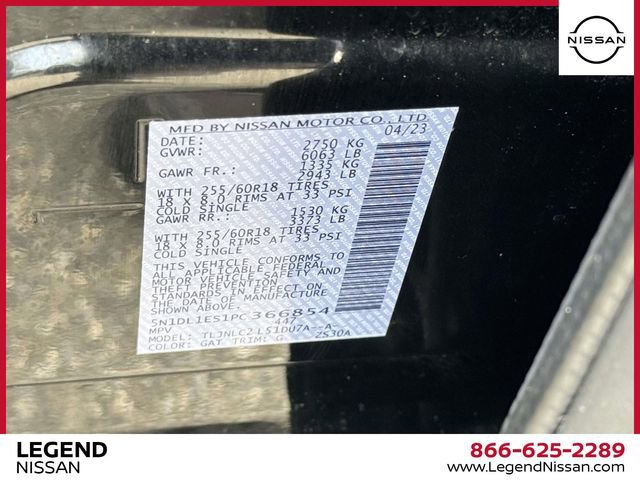 NISSAN
MFD BY NISSAN MOTOR CO., LTD
DATE: 04/23
GVWR: 2750 KG
6063 LB
GAWR FR.: 1335 KG
2943 LB
WITH 255/60R18 TIRES
18 X 8.0 RIMS AT 33 PSI
COLD SINGLE
GAWR RR.: 1530 KG
3373 LB
WITH 255/60R18 TIRES
18 X 8.0 RIMS AT 33 PSI
COLD SINGLE
THIS VEHICLE CONFORMS TO
ALL APPLICABLE FEDERAL
MOTOR VEHICLE SAFETY AND
THEFT PREVENTION
STANDARDS IN EFFECT ON
THE DATE OF MANUFACTURE
SHOWN ABOVE.
5N1DL1ES1PC366854
MPV 447
MODEL: TLJNLC2 L51DU7A--A--
COLOR: GAT TRIM: G ZS30A
LEGEND
NISSAN
866-625-2289
www.LegendNissan.com